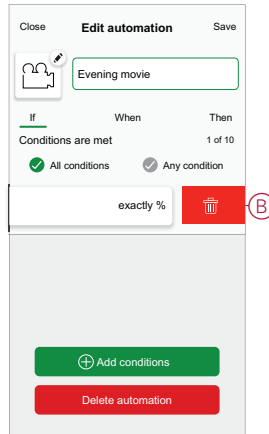 Close Edit automation Save
Evening movie
If When Then
Conditions are met 1 of 10
All conditions Any condition
exactly %
B
Add conditions
Delete automation